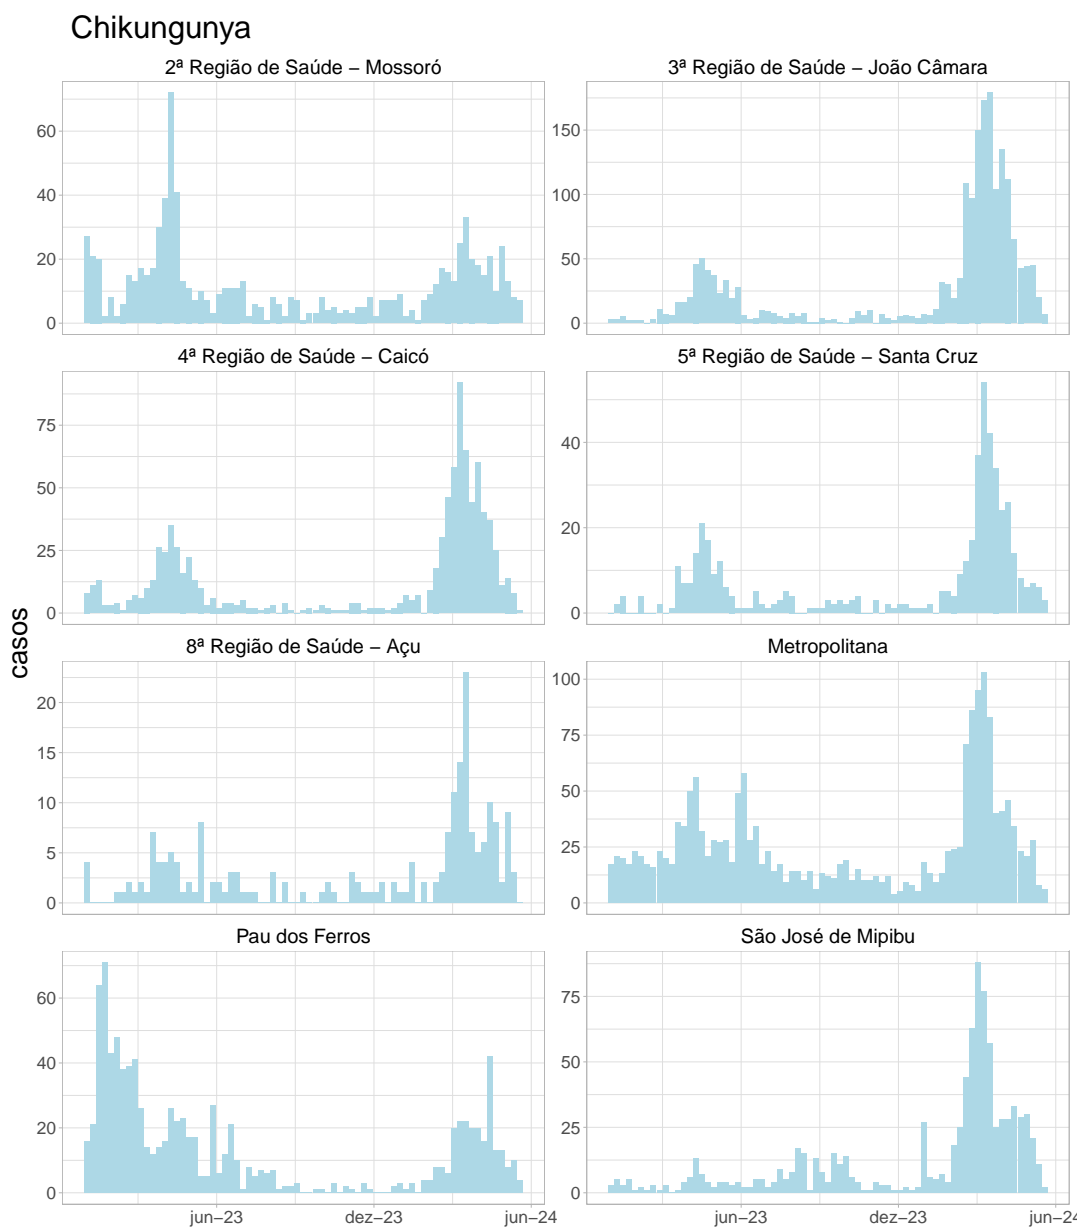 Chikungunya
2ª Região de Saúde – Mossoró
3ª Região de Saúde – João Câmara
60
40
20
0
150
100
50
0
4ª Região de Saúde – Caicó
5ª Região de Saúde – Santa Cruz
75
50
25
0
40
20
0
casos
8ª Região de Saúde – Açu
Metropolitana
20
15
10
5
0
100
75
50
25
0
Pau dos Ferros
São José de Mipibu
60
40
20
0
75
50
25
0
jun–23 dez–23 jun–24
jun–23 dez–23 jun–24